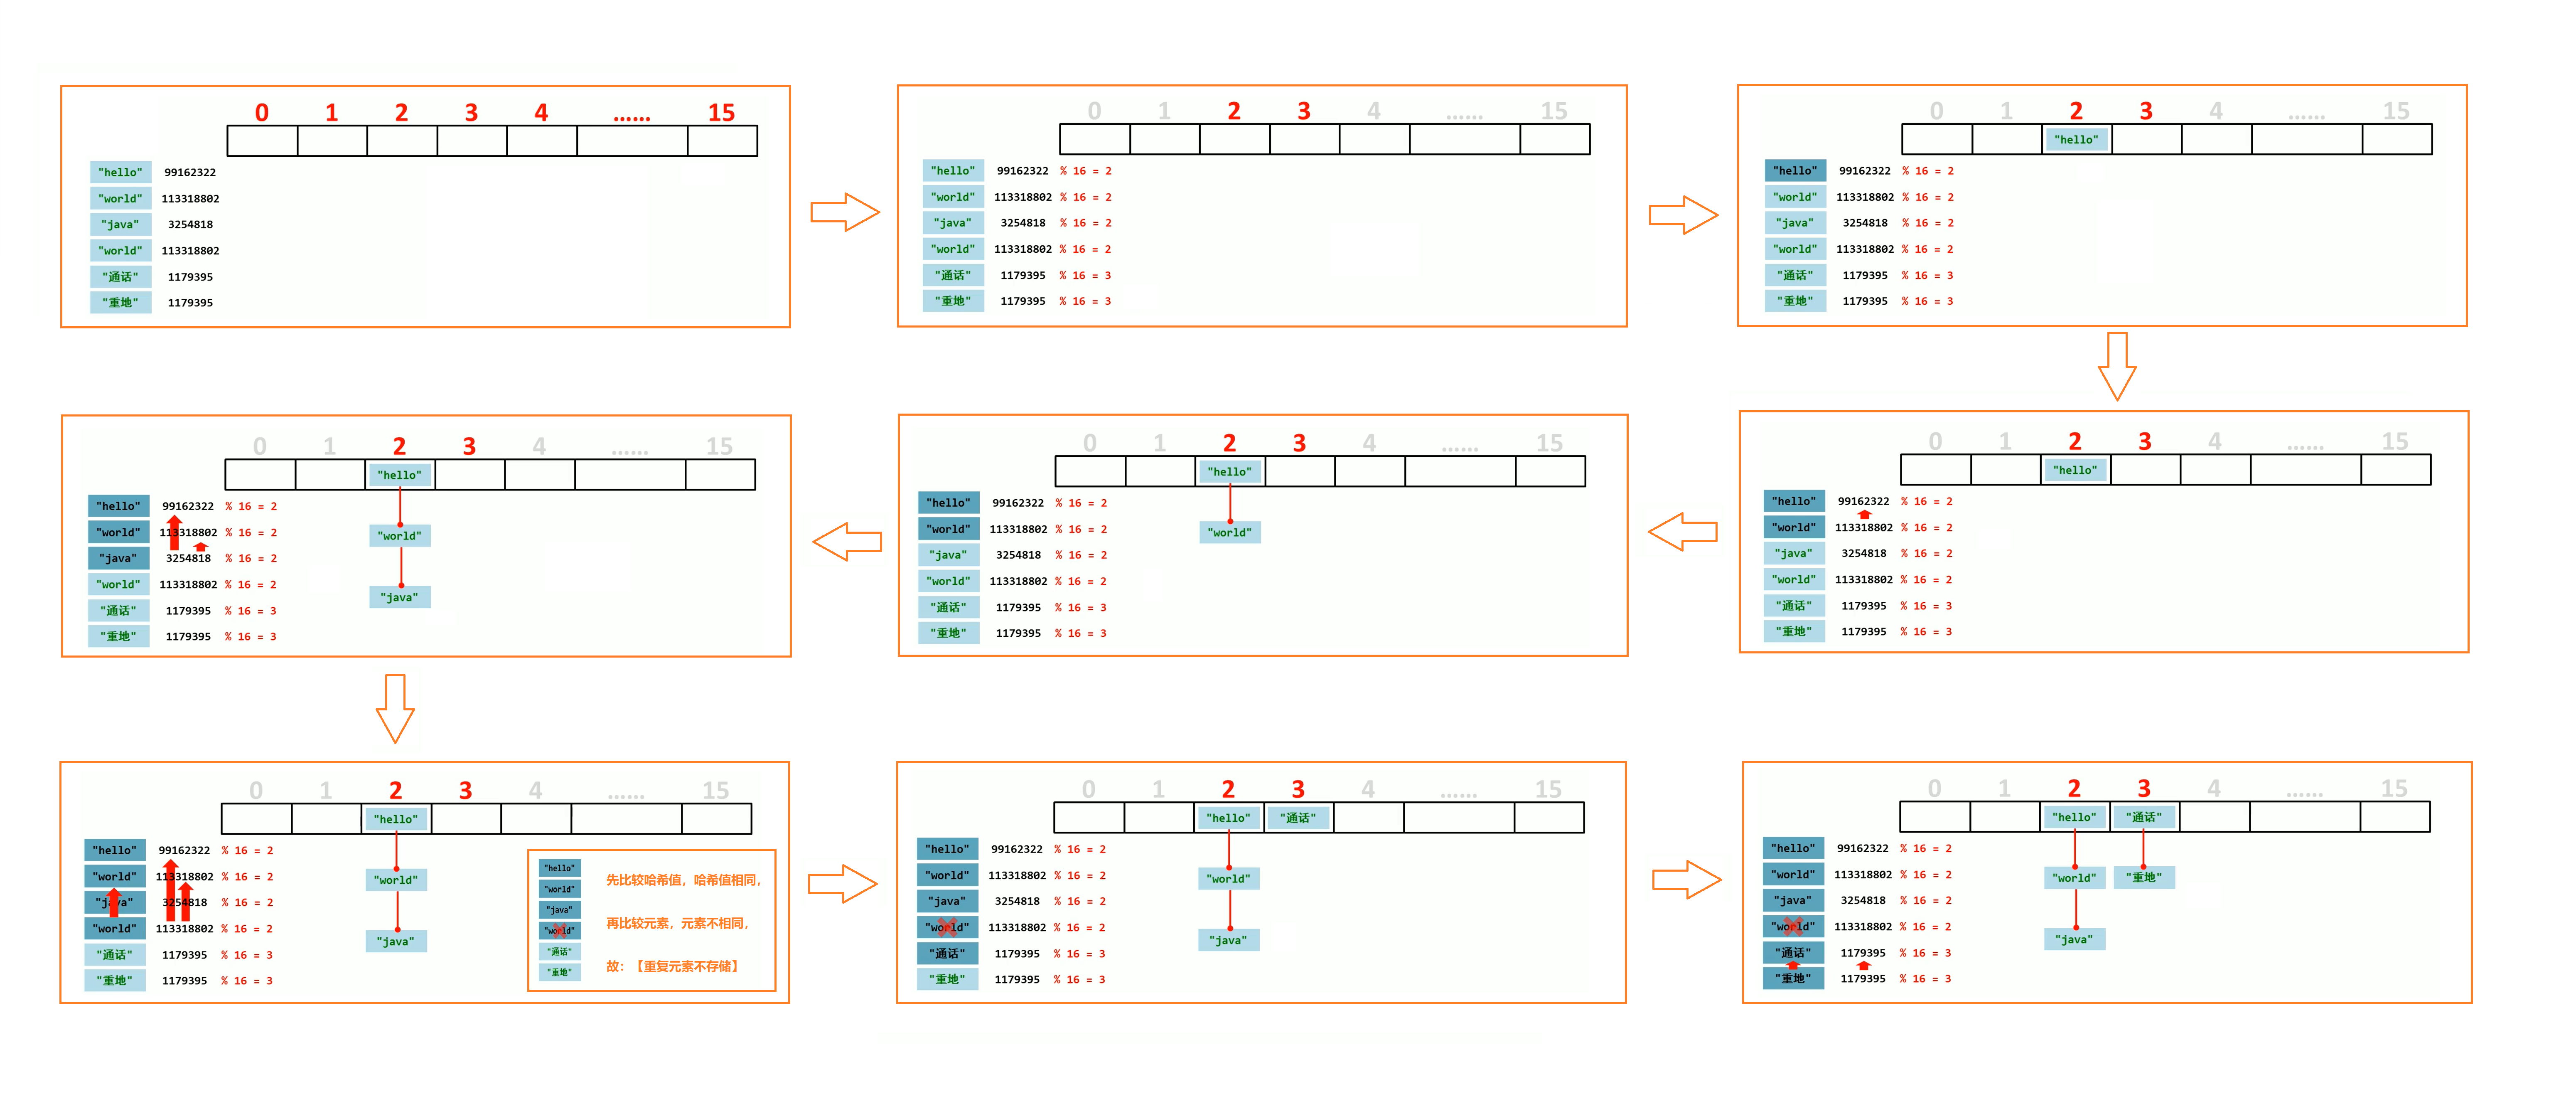 0 1 2 3 4 ...... 15
"hello" 99162322
"world" 113318802
"java" 3254818
"world" 113318802
"通话" 1179395
"重地" 1179395
0 1 2 3 4 ...... 15
"hello" 99162322 % 16 = 2
"world" 113318802 % 16 = 2
"java" 3254818 % 16 = 2
"world" 113318802 % 16 = 2
"通话" 1179395 % 16 = 3
"重地" 1179395 % 16 = 3
0 1 2 3 4 ...... 15
"hello"
"hello" 99162322 % 16 = 2
"world" 113318802 % 16 = 2
"java" 3254818 % 16 = 2
"world" 113318802 % 16 = 2
"通话" 1179395 % 16 = 3
"重地" 1179395 % 16 = 3
0 1 2 3 4 ...... 15
"hello"
"hello" 99162322 % 16 = 2
"world" 113318802 % 16 = 2
"java" 3254818 % 16 = 2
"world" 113318802 % 16 = 2
"通话" 1179395 % 16 = 3
"重地" 1179395 % 16 = 3
0 1 2 3 4 ...... 15
"hello"
"hello" 99162322 % 16 = 2
"world" 113318802 % 16 = 2 "world"
"java" 3254818 % 16 = 2
"world" 113318802 % 16 = 2
"通话" 1179395 % 16 = 3
"重地" 1179395 % 16 = 3
0 1 2 3 4 ...... 15
"hello"
"hello" 99162322 % 16 = 2
"world" 113318802 % 16 = 2 "world"
"java" 3254818 % 16 = 2
"world" 113318802 % 16 = 2 "java"
"通话" 1179395 % 16 = 3
"重地" 1179395 % 16 = 3
0 1 2 3 4 ...... 15
"hello"
"hello" 99162322 % 16 = 2
"world" 113318802 % 16 = 2 "world"
"java" 3254818 % 16 = 2
"world" 113318802 % 16 = 2 "java"
"通话" 1179395 % 16 = 3
"重地" 1179395 % 16 = 3
"hello"
"world"
"java"
"world"
"通话"
"重地"
先比较哈希值，哈希值相同，
再比较元素，元素不相同，
故：【重复元素不存储】
0 1 2 3 4 ...... 15
"hello" "通话"
"hello" 99162322 % 16 = 2
"world" 113318802 % 16 = 2 "world"
"java" 3254818 % 16 = 2
"world" 113318802 % 16 = 2 "java"
"通话" 1179395 % 16 = 3
"重地" 1179395 % 16 = 3
0 1 2 3 4 ...... 15
"hello" "通话"
"hello" 99162322 % 16 = 2
"world" 113318802 % 16 = 2 "world" "重地"
"java" 3254818 % 16 = 2
"world" 113318802 % 16 = 2 "java"
"通话" 1179395 % 16 = 3
"重地" 1179395 % 16 = 3